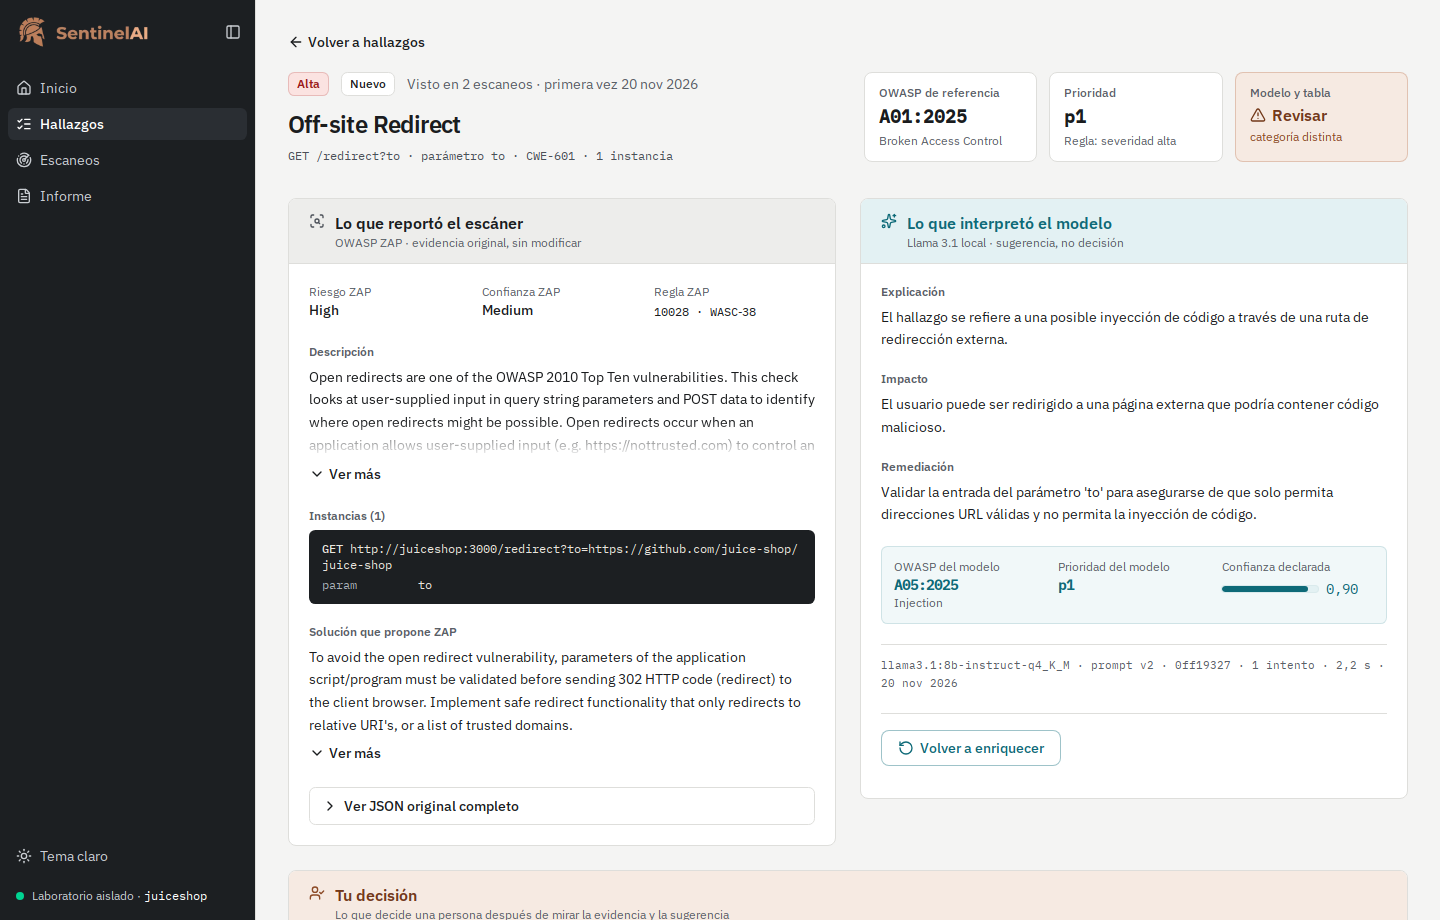 SentinelAI
Inicio
Hallazgos
Escaneos
Informe
Tema claro
Laboratorio aislado · juiceshop
Volver a hallazgos
Alta
Nuevo
Visto en 2 escaneos · primera vez 20 nov 2026
Off-site Redirect
GET /redirect?to · parámetro to · CWE-601 · 1 instancia
OWASP de referencia
A01:2025
Broken Access Control
Prioridad
p1
Regla: severidad alta
Modelo y tabla
Revisar
categoría distinta
Lo que reportó el escáner
OWASP ZAP · evidencia original, sin modificar
Riesgo ZAP
High
Confianza ZAP
Medium
Regla ZAP
10028 · WASC-38
Descripción
Open redirects are one of the OWASP 2010 Top Ten vulnerabilities. This check
looks at user-supplied input in query string parameters and POST data to identify
where open redirects might be possible. Open redirects occur when an
application allows user-supplied input (e.g. https://nottrusted.com) to control an
Ver más
Instancias (1)
GET http://juiceshop:3000/redirect?to=https://github.com/juice-shop/
juice-shop
param to
Solución que propone ZAP
To avoid the open redirect vulnerability, parameters of the application
script/program must be validated before sending 302 HTTP code (redirect) to
the client browser. Implement safe redirect functionality that only redirects to
relative URI's, or a list of trusted domains.
Ver más
Ver JSON original completo
Lo que interpretó el modelo
Llama 3.1 local · sugerencia, no decisión
Explicación
El hallazgo se refiere a una posible inyección de código a través de una ruta de
redirección externa.
Impacto
El usuario puede ser redirigido a una página externa que podría contener código
malicioso.
Remediación
Validar la entrada del parámetro 'to' para asegurarse de que solo permita
direcciones URL válidas y no permita la inyección de código.
OWASP del modelo
A05:2025
Injection
Prioridad del modelo
p1
Confianza declarada
0,90
llama3.1:8b-instruct-q4_K_M · prompt v2 · 0ff19327 · 1 intento · 2,2 s ·
20 nov 2026
Volver a enriquecer
Tu decisión
Lo que decide una persona después de mirar la evidencia y la sugerencia